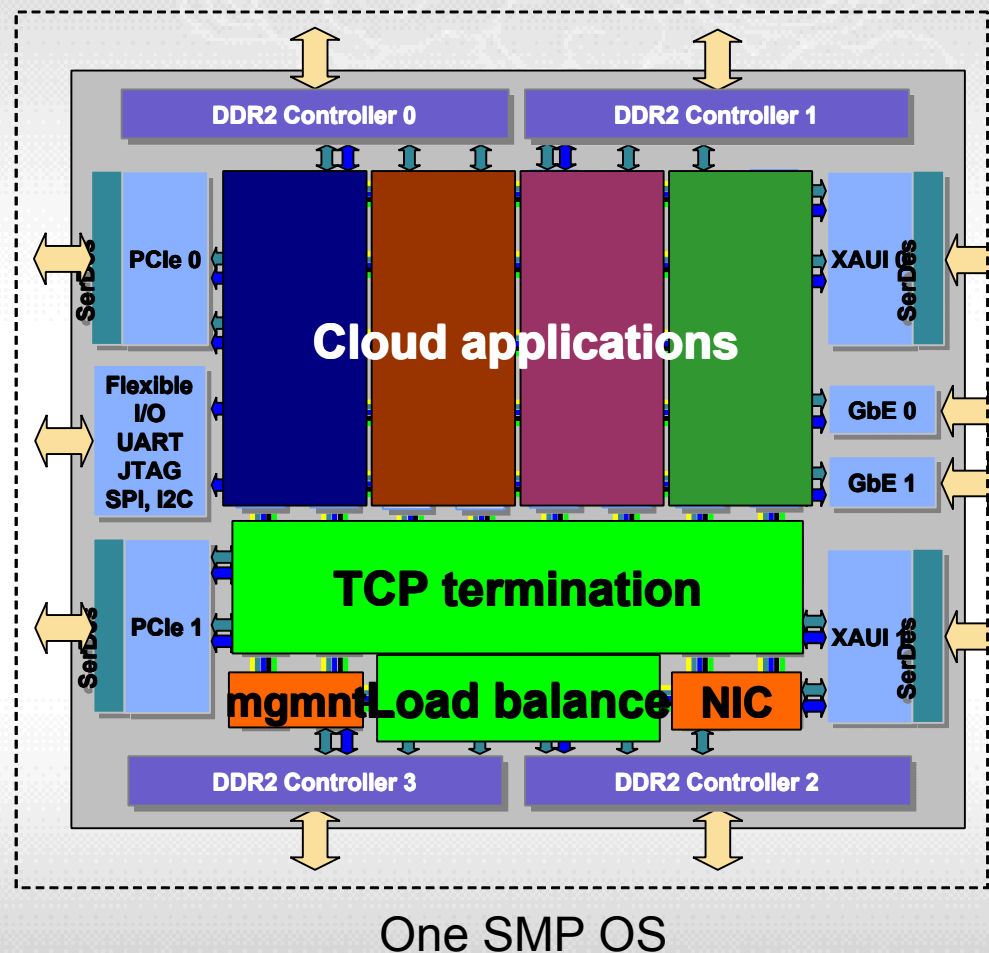 DDR2 Controller 0
DDR2 Controller 1
SerDes
PCIe 0
XAUI 0
SerDes
Cloud applications
Flexible
I/O
UART
JTAG
SPI, I2C
GbE 0
GbE 1
TCP termination
SerDes
PCIe 1
XAUI 1
SerDes
mgmnt
Load balance
NIC
DDR2 Controller 3
DDR2 Controller 2
One SMP OS